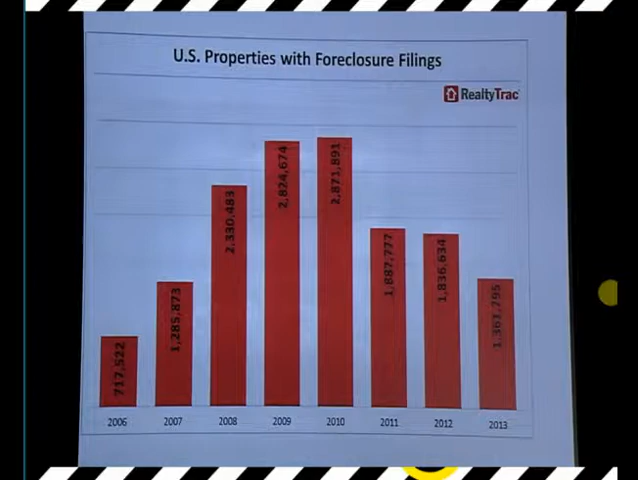 U.S. Properties with Foreclosure Filings
RealtyTrac
717,522
1,285,873
2,330,483
2,824,674
2,871,891
1,887,777
1,836,634
1,361,795
2006 2007 2008 2009 2010 2011 2012 2013